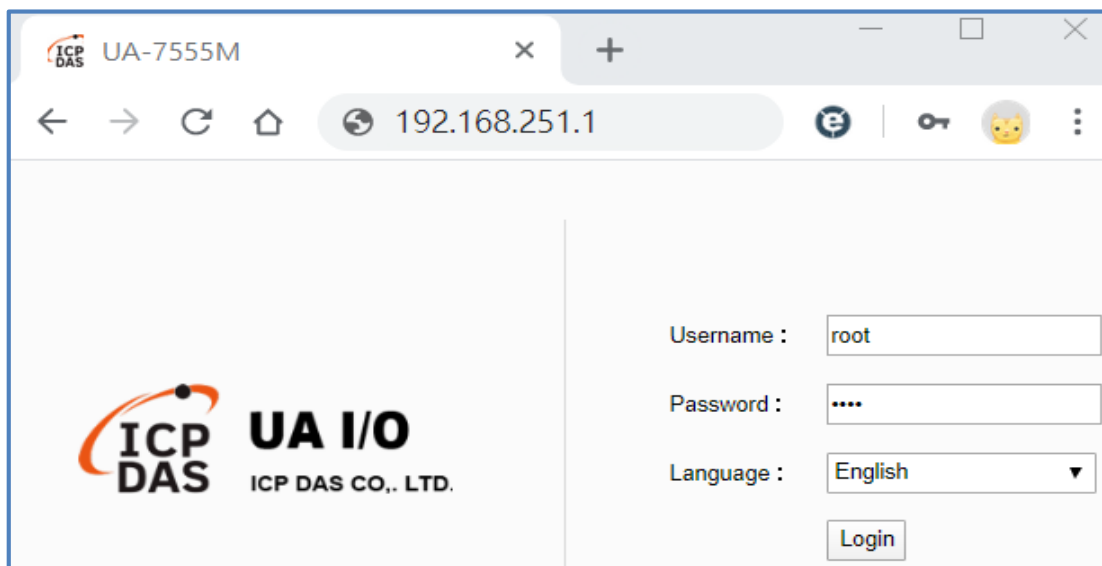 ICP DAS UA-7555M
192.168.251.1
Username :
root
Password :
••••
Language :
English
Login
ICP
DAS
UA I/O
ICP DAS CO,. LTD.